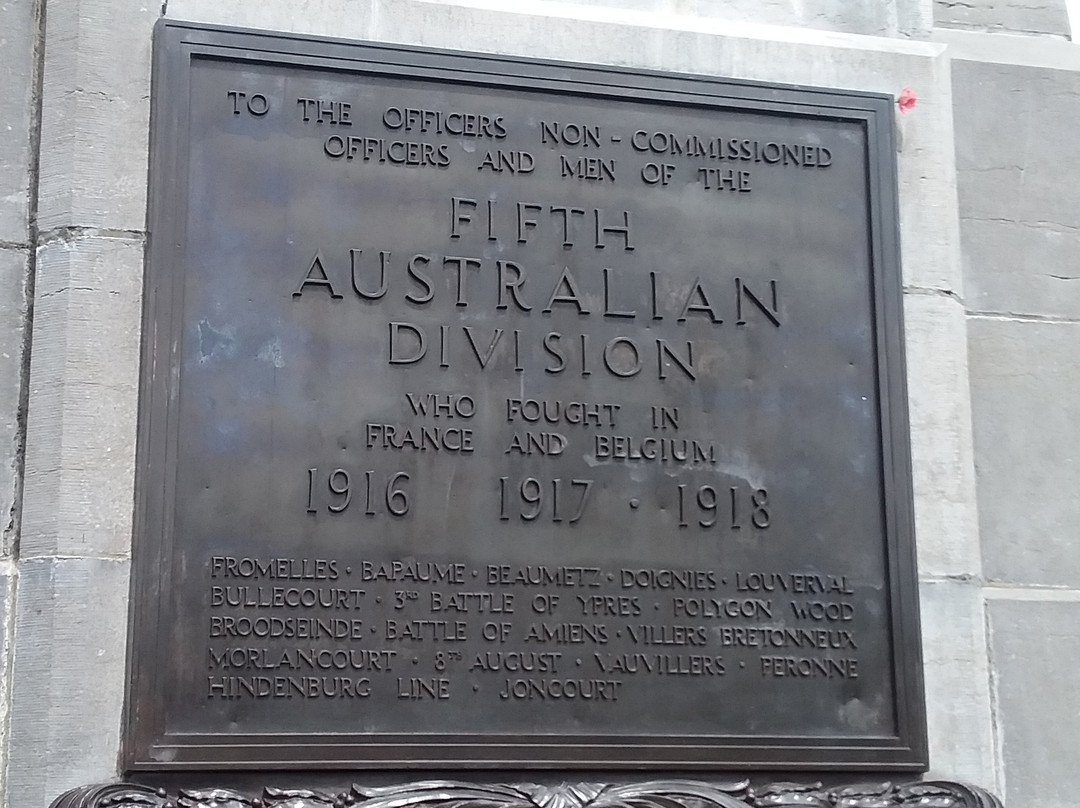 TO THE OFFICERS NON - COMMISSIONED
OFFICERS AND MEN OF THE
FIFTH
AUSTRALIAN
DIVISION
WHO FOUGHT IN
FRANCE AND BELGIUM
1916 1917 · 1918
FROMELLES · BAPAUME · BEAUMETZ · DOIGNIES · LOUVERVAL
BULLECOURT · 3RD BATTLE OF YPRES · POLYGON WOOD
BROODSEINDE · BATTLE OF AMIENS · VILLERS BRETONNEUX
MORLANCOURT · 8TH AUGUST · VAUVILLERS · PERONNE
HINDENBURG LINE · JONCOURT